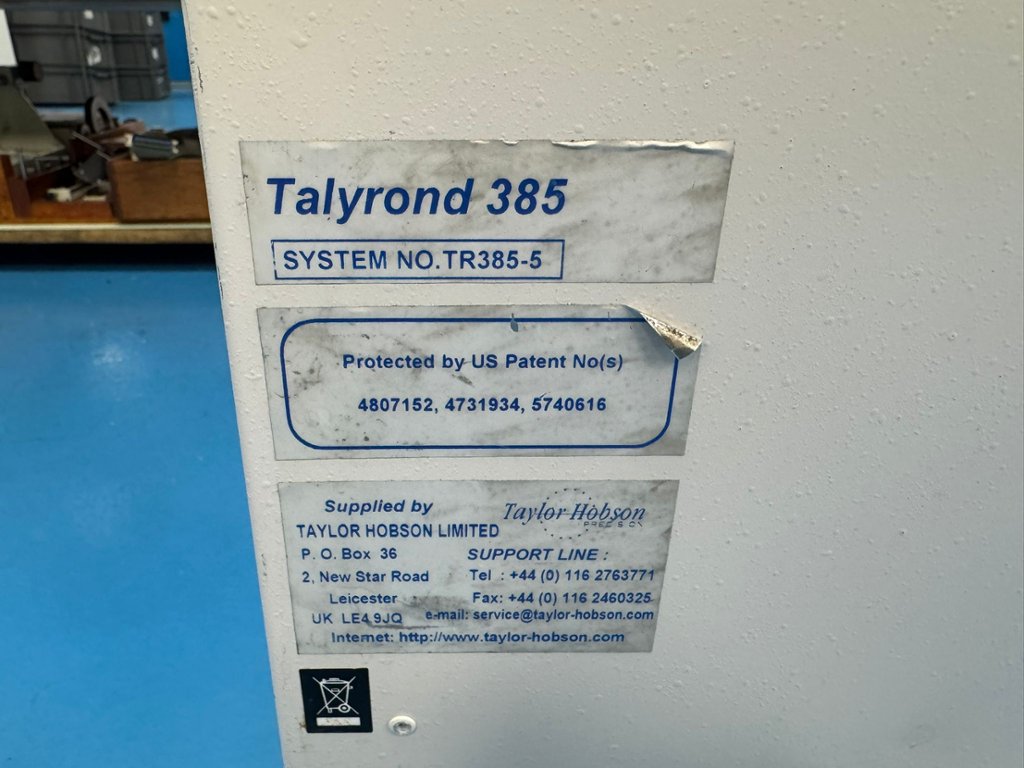 Talyrond 385
SYSTEM NO.TR385-5
Protected by US Patent No(s)
4807152, 4731934, 5740616
Supplied by
TAYLOR HOBSON LIMITED
P. O. Box 36
2, New Star Road
Leicester
UK LE4 9JQ
Taylor Hobson
PRECISION
SUPPORT LINE :
Tel : +44 (0) 116 2763771
Fax: +44 (0) 116 2460325
e-mail: service@taylor-hobson.com
Internet: http://www.taylor-hobson.com